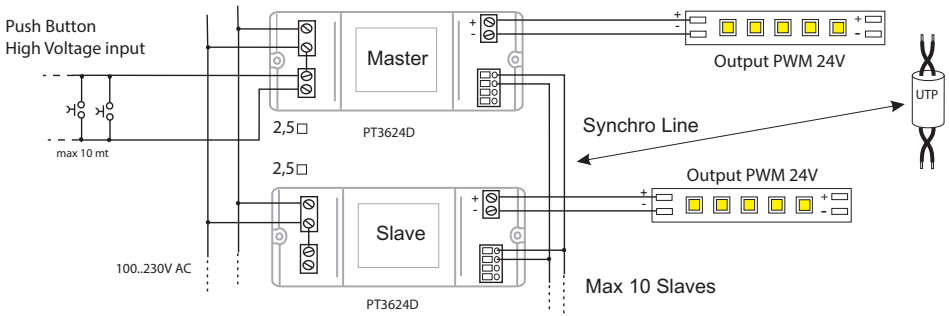 Push Button
High Voltage input
max 10 mt
Master
+
-
2,5□
PT3624D
+
-
+
-
Output PWM 24V
UTP
Synchro Line
2,5□
Slave
+
-
PT3624D
100..230V AC
+
-
+
-
Output PWM 24V
Max 10 Slaves